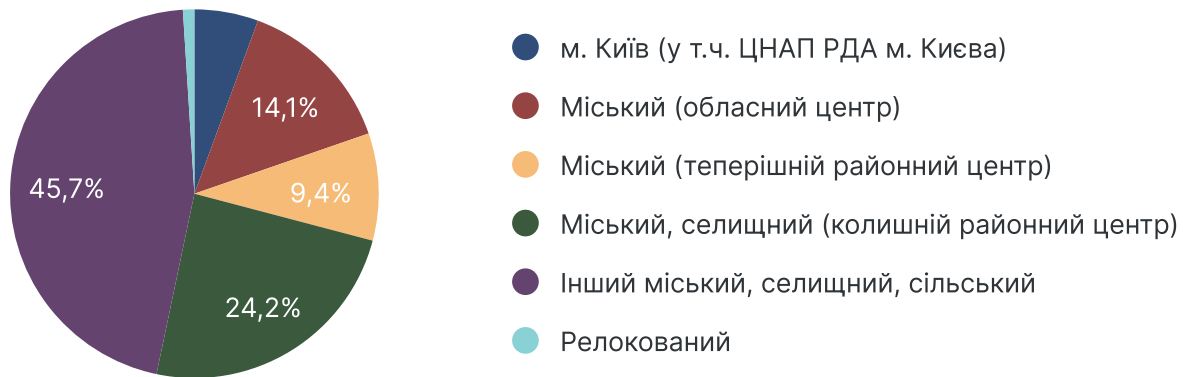 14,1%
9,4%
24,2%
45,7%
м. Київ (у т.ч. ЦНАП РДА м. Києва)
Міський (обласний центр)
Міський (теперішній районний центр)
Міський, селищний (колишній районний центр)
Інший міський, селищний, сільський
Релокований